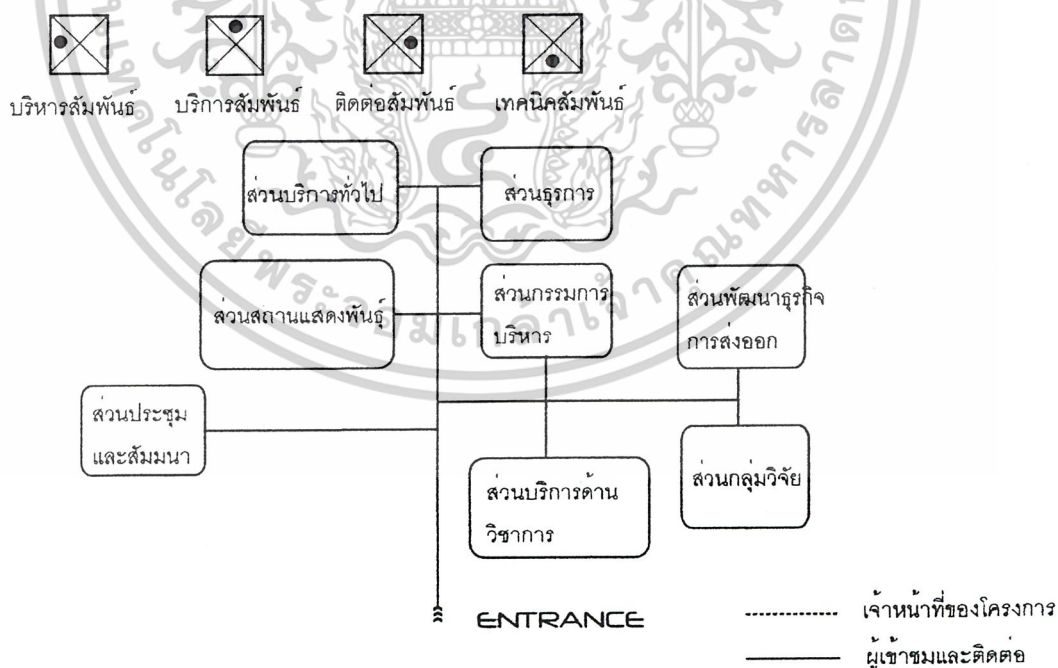 บริหารสัมพันธ์ บริการสัมพันธ์ ติดต่อสัมพันธ์ เทคนิคสัมพันธ์
ส่วนบริการทั่วไป
ส่วนธุรการ
ส่วนสถานแสดงพันธุ์
ส่วนกรรมการ
บริหาร
ส่วนพัฒนาธุรกิจ
การส่งออก
ส่วนประชุม
และสัมมนา
ส่วนบริการด้าน
วิชาการ
ส่วนกลุ่มวิจัย
ENTRANCE
เจ้าหน้าที่ของโครงการ
ผู้เข้าชมและติดต่อ